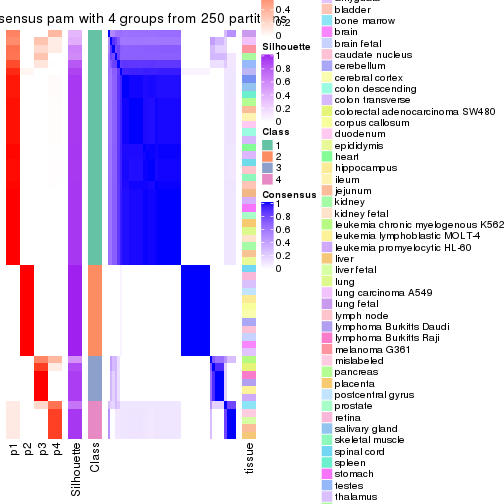 sensus pam with 4 groups from 250 partitions
0.4
0.2
0
Silhouette
1
0.8
0.6
0.4
0.2
0
Class
1
2
3
4
Consensus
1
0.8
0.6
0.4
0.2
0
p1
p2
p3
p4
Silhouette
Class
tissue
amygdala
bladder
bone marrow
brain
brain fetal
caudate nucleus
cerebellum
cerebral cortex
colon descending
colon transverse
colorectal adenocarcinoma SW480
corpus callosum
duodenum
epididymis
heart
hippocampus
ileum
jejunum
kidney
kidney fetal
leukemia chronic myelogenous K562
leukemia lymphoblastic MOLT-4
leukemia promyelocytic HL-60
liver
liver fetal
lung
lung carcinoma A549
lung fetal
lymph node
lymphoma Burkitts Daudi
lymphoma Burkitts Raji
melanoma G361
mislabeled
pancreas
placenta
postcentral gyrus
prostate
retina
salivary gland
skeletal muscle
spinal cord
spleen
stomach
testes
thalamus